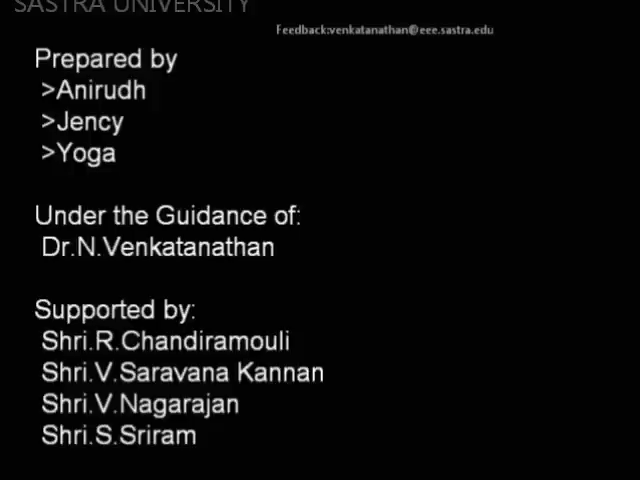 SASTRA UNIVERSITY
Feedback:venkatanathan@eee.sastra.edu
Prepared by
>Anirudh
>Jency
>Yoga
Under the Guidance of:
Dr.N.Venkatanathan
Supported by:
Shri.R.Chandiramouli
Shri.V.Saravana Kannan
Shri.V.Nagarajan
Shri.S.Sriram